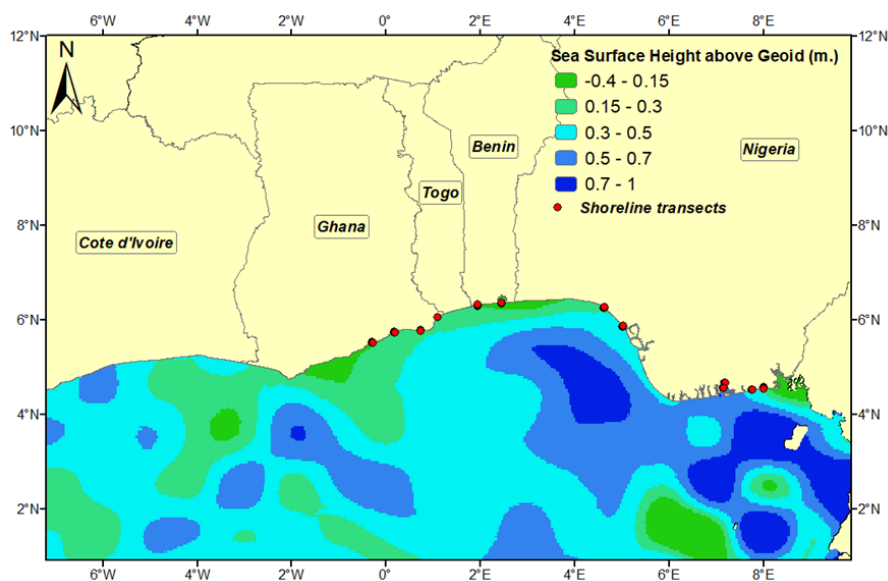 6°W 4°W 2°W 0° 2°E 4°E 6°E 8°E
12°N 12°N
N
Sea Surface Height above Geoid (m.)
-0.4 - 0.15
0.15 - 0.3
10°N 10°N
0.3 - 0.5
Benin
0.5 - 0.7
Nigeria
0.7 - 1
Togo
Shoreline transects
8°N 8°N
Ghana
Cote d'Ivoire
6°N 6°N
4°N 4°N
2°N 2°N
6°W 4°W 2°W 0° 2°E 4°E 6°E 8°E